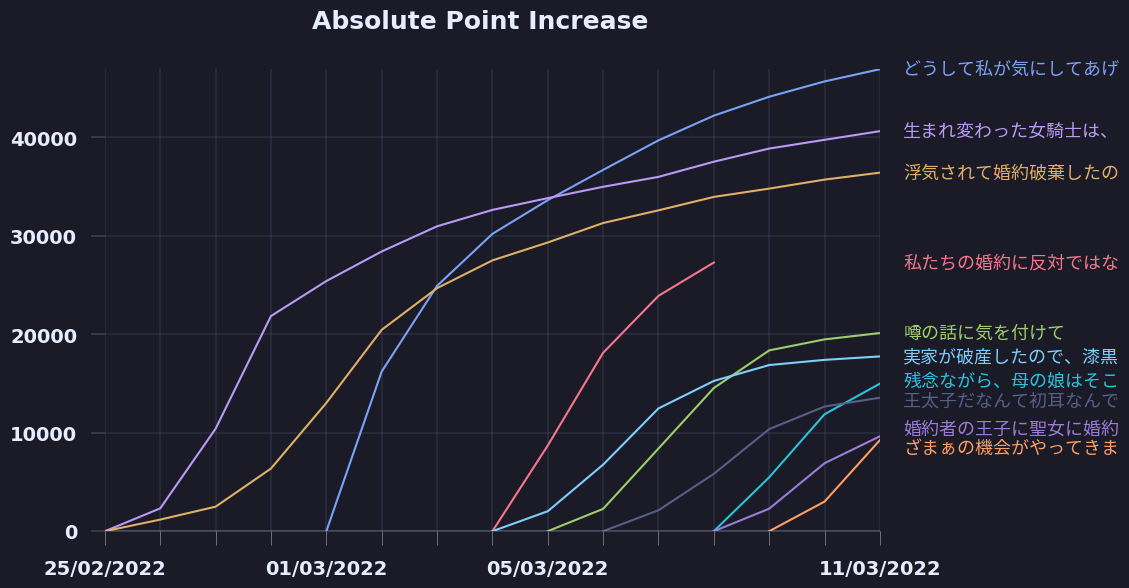 Absolute Point Increase
どうして私が気にしてあげ
生まれ変わった女騎士は、
浮気されて婚約破棄したの
私たちの婚約に反対ではな
噂の話に気を付けて
実家が破産したので、漆黒
残念ながら、母の娘はそこ
王太子だなんて初耳なんで
婚約者の王子に聖女に婚約
ざまぁの機会がやってきま
40000
30000
20000
10000
0
25/02/2022
01/03/2022
05/03/2022
11/03/2022